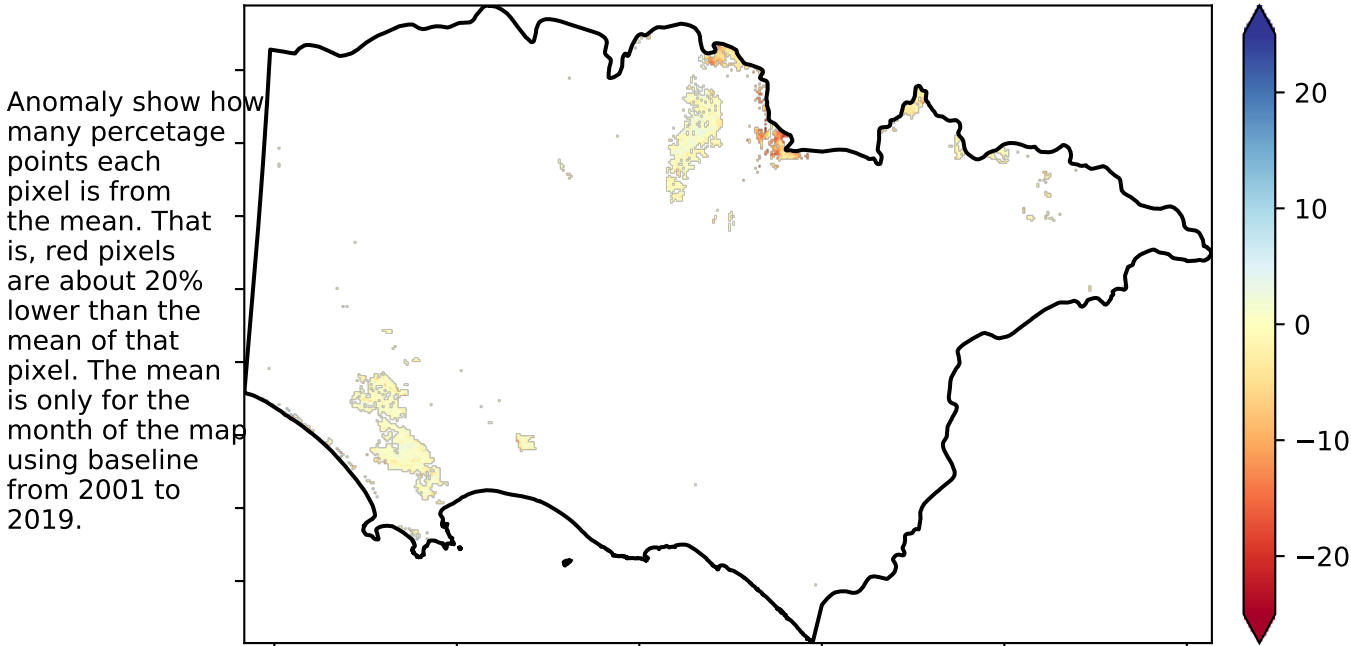 Anomaly show how
many percetage
points each
pixel is from
the mean. That
is, red pixels
are about 20%
lower than the
mean of that
pixel. The mean
is only for the
month of the map
using baseline
from 2001 to
2019.
20
10
0
−10
−20